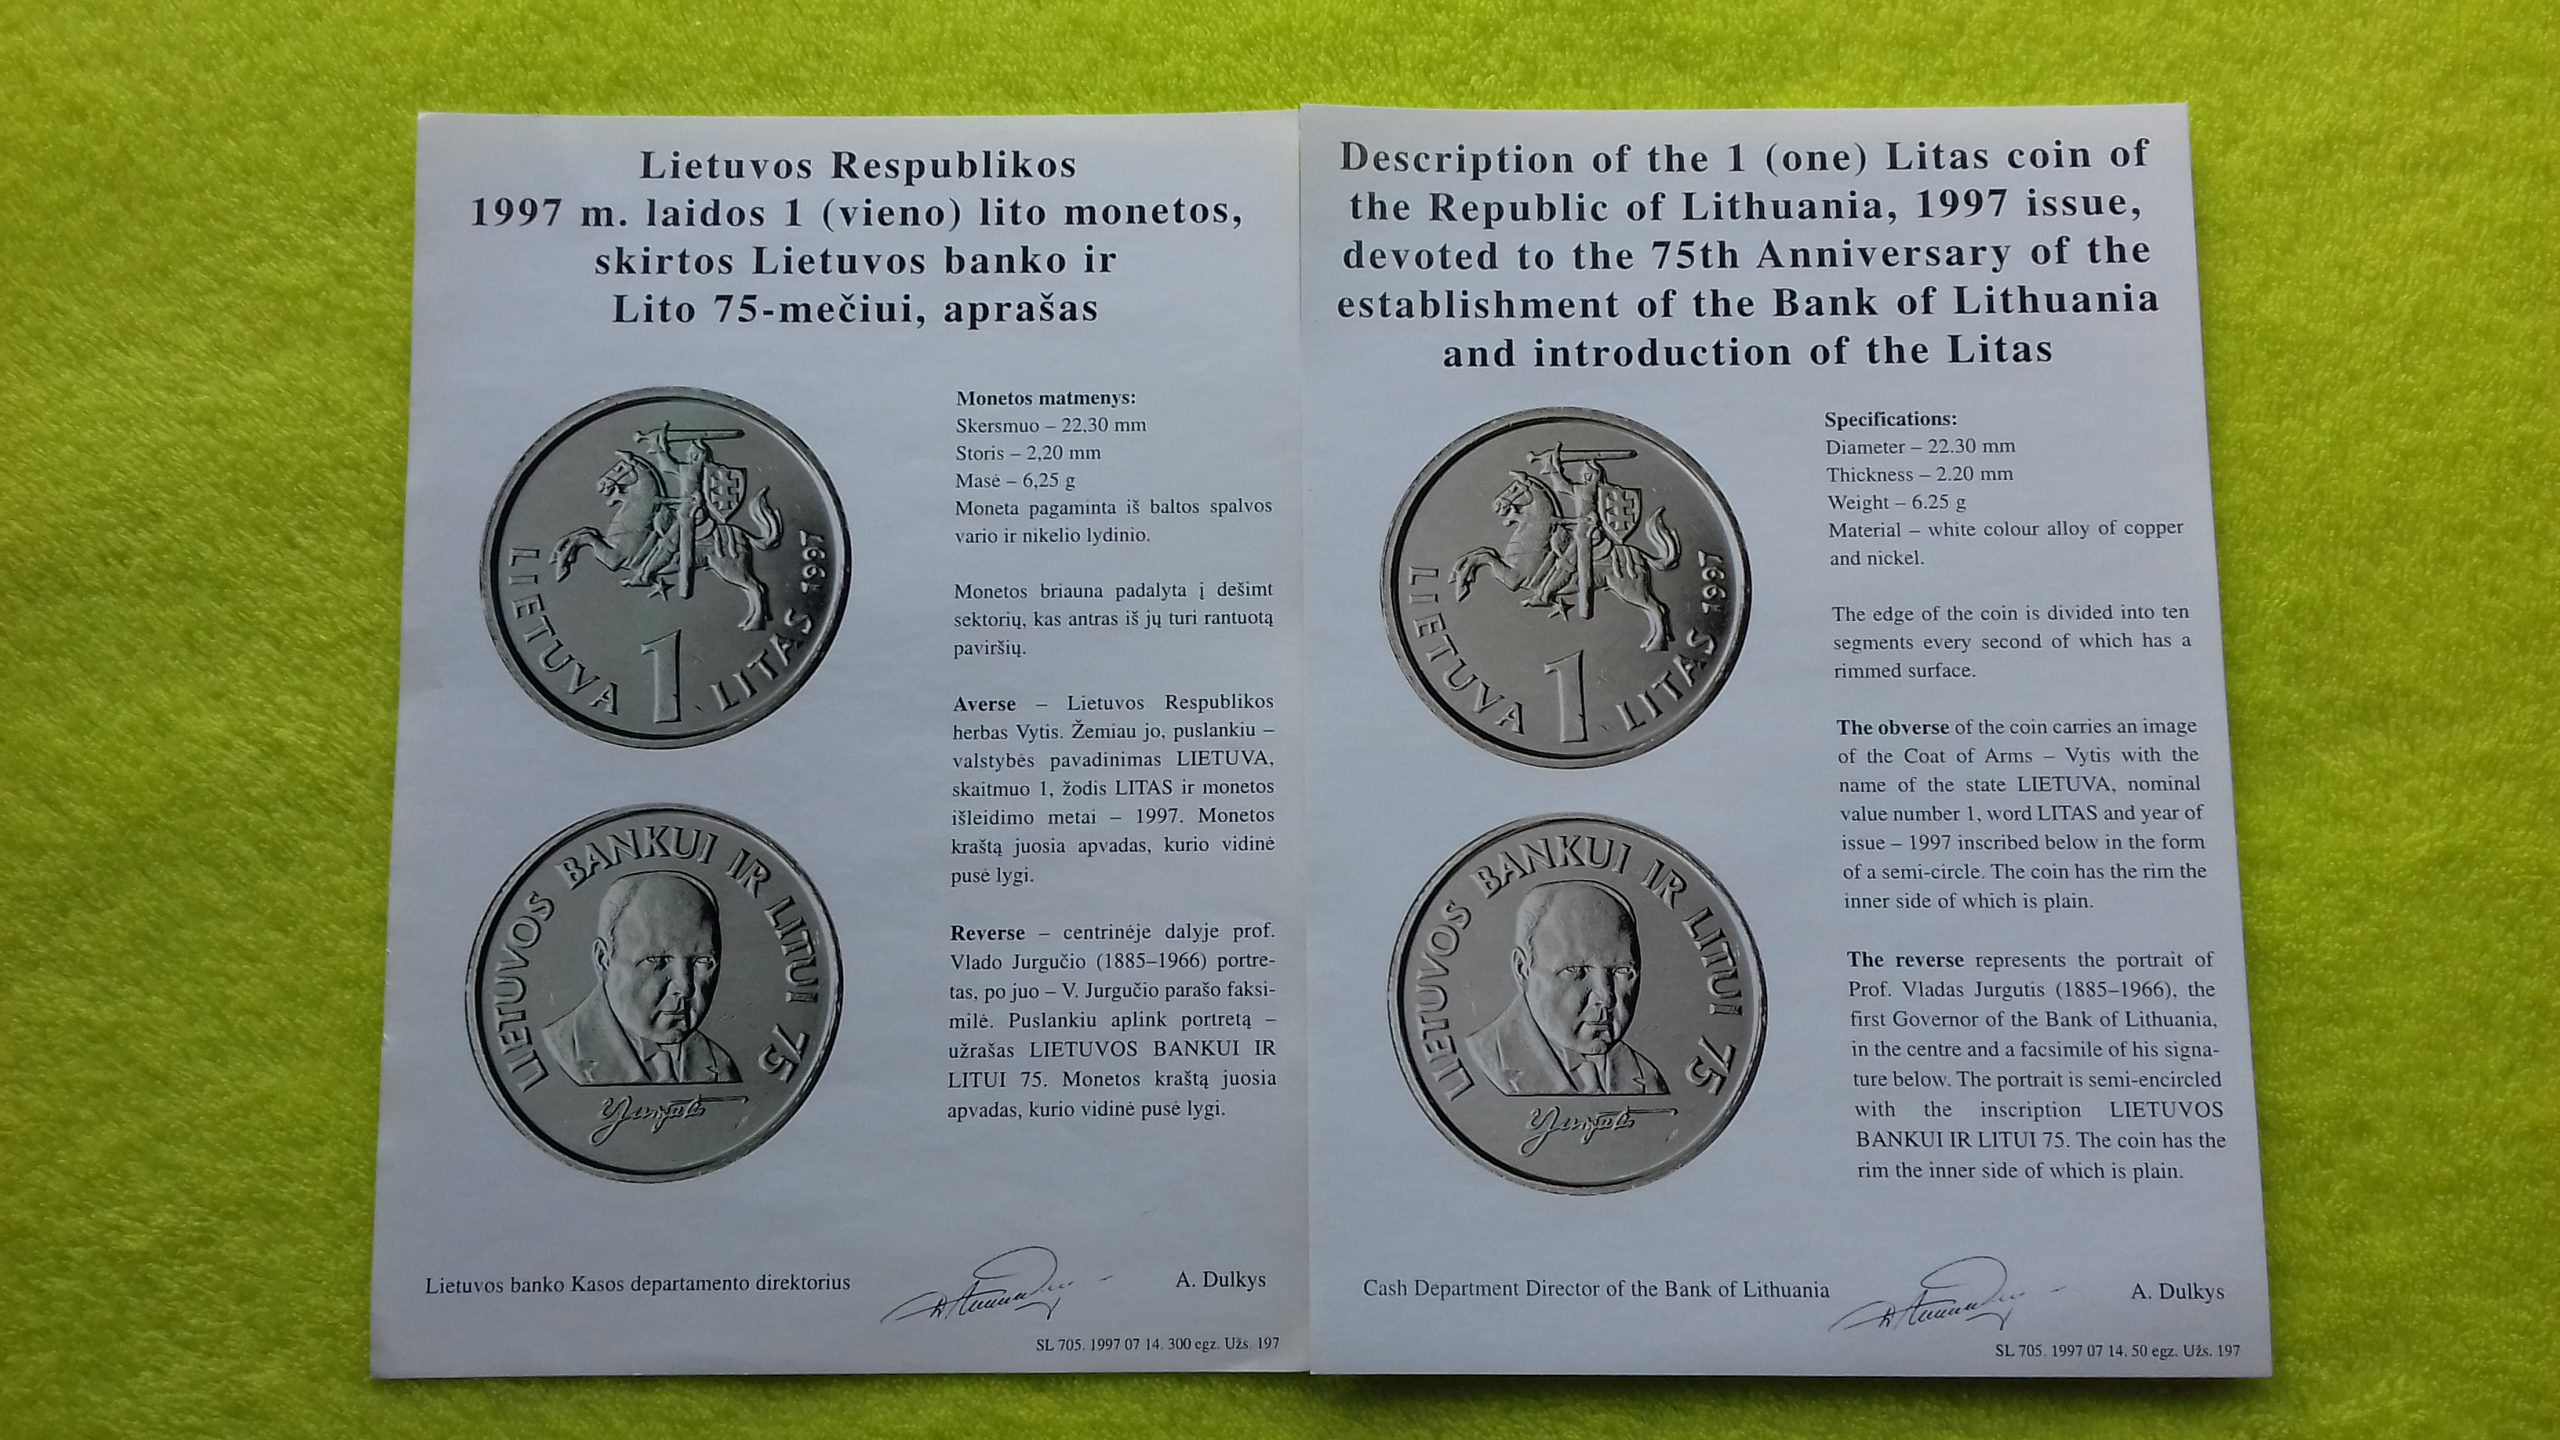 Lietuvos Respublikos
1997 m. laidos 1 (vieno) lito monetos,
skirtos Lietuvos banko ir
Lito 75-mečiui, aprašas
LIETUVA 1 LITAS 1997
LIETUVOS BANKUI IR LITUI 75
Monetos matmenys:
Skersmuo – 22,30 mm
Storis – 2,20 mm
Masė – 6,25 g
Moneta pagaminta iš baltos spalvos
vario ir nikelio lydinio.
Monetos briauna padalyta į dešimt
sektorių, kas antras iš jų turi rantuotą
paviršių.
Averse – Lietuvos Respublikos
herbas Vytis. Žemiau jo, puslankiu –
valstybės pavadinimas LIETUVA,
skaitmuo 1, žodis LITAS ir monetos
išleidimo metai – 1997. Monetos
kraštą juosia apvadas, kurio vidinė
pusė lygi.
Reverse – centrinėje dalyje prof.
Vlado Jurgučio (1885–1966) portre-
tas, po juo – V. Jurgučio parašo faksi-
milė. Puslankiu aplink portretą –
užrašas LIETUVOS BANKUI IR
LITUI 75. Monetos kraštą juosia
apvadas, kurio vidinė pusė lygi.
Lietuvos banko Kasos departamento direktorius
A. Dulkys
SL 705. 1997 07 14. 300 egz. Užs. 197
Description of the 1 (one) Litas coin of
the Republic of Lithuania, 1997 issue,
devoted to the 75th Anniversary of the
establishment of the Bank of Lithuania
and introduction of the Litas
LIETUVA 1 LITAS 1997
LIETUVOS BANKUI IR LITUI 75
Specifications:
Diameter – 22.30 mm
Thickness – 2.20 mm
Weight – 6.25 g
Material – white colour alloy of copper
and nickel.
The edge of the coin is divided into ten
segments every second of which has a
rimmed surface.
The obverse of the coin carries an image
of the Coat of Arms – Vytis with the
name of the state LIETUVA, nominal
value number 1, word LITAS and year of
issue – 1997 inscribed below in the form
of a semi-circle. The coin has the rim the
inner side of which is plain.
The reverse represents the portrait of
Prof. Vladas Jurgutis (1885–1966), the
first Governor of the Bank of Lithuania,
in the centre and a facsimile of his signa-
ture below. The portrait is semi-encircled
with the inscription LIETUVOS
BANKUI IR LITUI 75. The coin has the
rim the inner side of which is plain.
Cash Department Director of the Bank of Lithuania
A. Dulkys
SL 705. 1997 07 14. 50 egz. Užs. 197